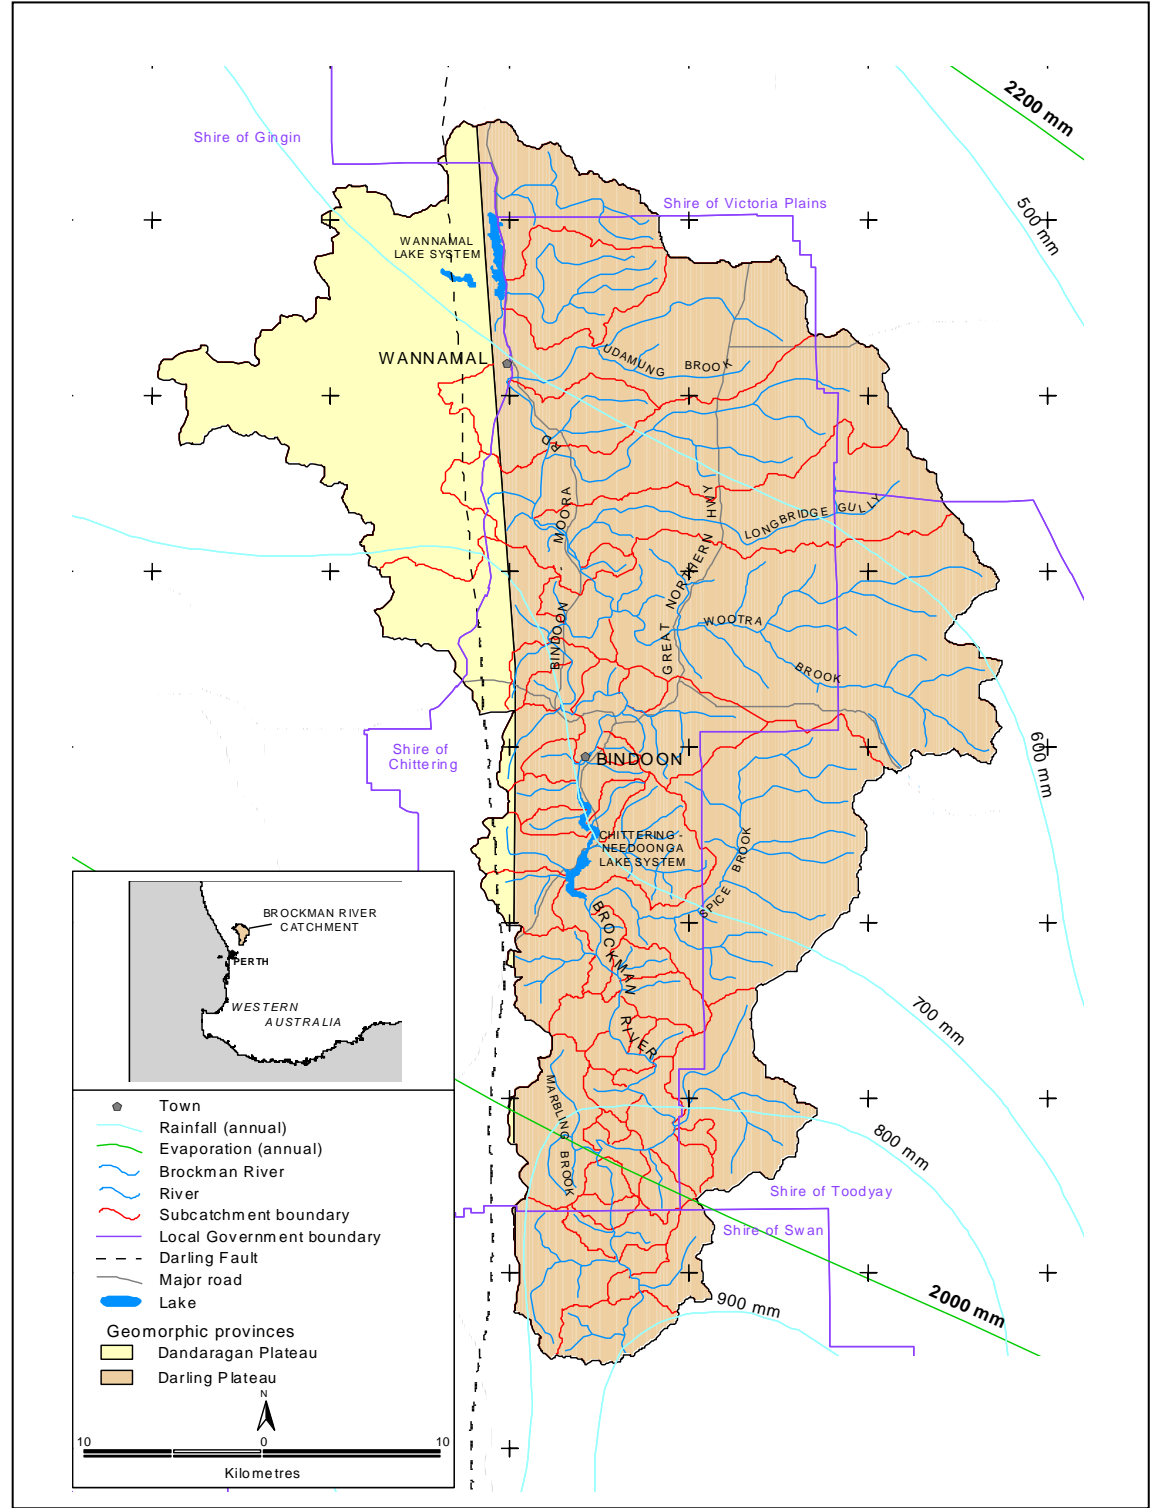 2200 mm
Shire of Gingin
Shire of Victoria Plains
500 mm
WANNAMAL
LAKE SYSTEM
WANNAMAL
UDAMUNG BROOK
RD
MOORA
-
BINDOON
GREAT NORTHERN HWY
LONGBRIDGE GULLY
WOOTRA
BROOK
Shire of
Chittering
BINDOON
600 mm
CHITTERING -
NEEDOONGA
LAKE SYSTEM
SPICE BROOK
BROCKMAN
RIVER
700 mm
MARBLING BROOK
800 mm
Shire of Toodyay
Shire of Swan
900 mm
2000 mm
BROCKMAN RIVER
CATCHMENT
PERTH
WESTERN
AUSTRALIA
Town
Rainfall (annual)
Evaporation (annual)
Brockman River
River
Subcatchment boundary
Local Government boundary
Darling Fault
Major road
Lake
Geomorphic provinces
Dandaragan Plateau
Darling Plateau
N
10 0 10
Kilometres